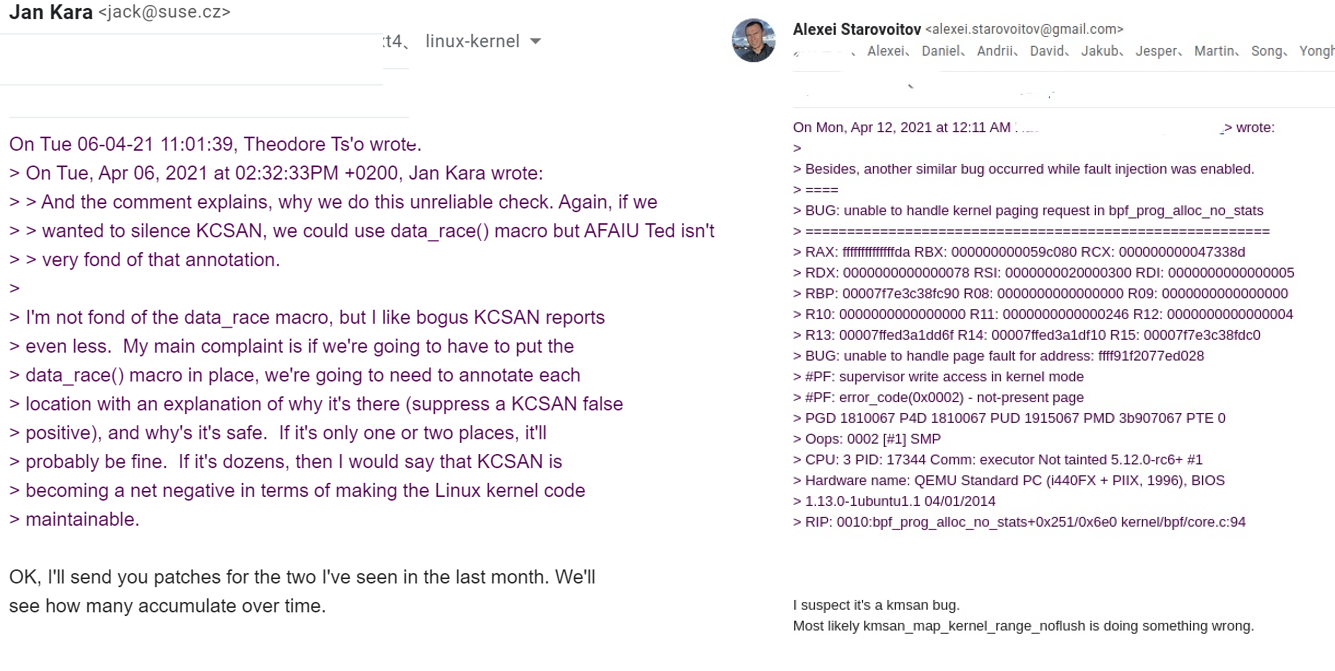 Jan Kara <jack@suse.cz>
linux-kernel
On Tue 06-04-21 11:01:39, Theodore Ts'o wrote.
> On Tue, Apr 06, 2021 at 02:32:33PM +0200, Jan Kara wrote:
> > And the comment explains, why we do this unreliable check. Again, if we
> > wanted to silence KCSAN, we could use data_race() macro but AFAIU Ted isn't
> > very fond of that annotation.
>
> I'm not fond of the data_race macro, but I like bogus KCSAN reports
> even less. My main complaint is if we're going to have to put the
> data_race() macro in place, we're going to need to annotate each
> location with an explanation of why it's there (suppress a KCSAN false
> positive), and why's it's safe. If it's only one or two places, it'll
> probably be fine. If it's dozens, then I would say that KCSAN is
> becoming a net negative in terms of making the Linux kernel code
> maintainable.
OK, I'll send you patches for the two I've seen in the last month. We'll
see how many accumulate over time.
Alexei Starovoitov <alexei.starovoitov@gmail.com>
Alexei、 Daniel、 Andrii、 David、 Jakub、 Jesper、 Martin、 Song、
On Mon, Apr 12, 2021 at 12:11 AM
> wrote:
>
> Besides, another similar bug occurred while fault injection was enabled.
> ====
> BUG: unable to handle kernel paging request in bpf_prog_alloc_no_stats
> ========================================================
> RAX: ffffffffffffffda RBX: 000000000059c080 RCX: 000000000047338d
> RDX: 0000000000000078 RSI: 0000000020000300 RDI: 0000000000000005
> RBP: 00007f7e3c38fc90 R08: 0000000000000000 R09: 0000000000000000
> R10: 0000000000000000 R11: 0000000000000246 R12: 0000000000000004
> R13: 00007ffed3a1dd6f R14: 00007ffed3a1df10 R15: 00007f7e3c38fdc0
> BUG: unable to handle page fault for address: ffff91f2077ed028
> #PF: supervisor write access in kernel mode
> #PF: error_code(0x0002) - not-present page
> PGD 1810067 P4D 1810067 PUD 1915067 PMD 3b907067 PTE 0
> Oops: 0002 [#1] SMP
> CPU: 3 PID: 17344 Comm: executor Not tainted 5.12.0-rc6+ #1
> Hardware name: QEMU Standard PC (i440FX + PIIX, 1996), BIOS
> 1.13.0-1ubuntu1.1 04/01/2014
> RIP: 0010:bpf_prog_alloc_no_stats+0x251/0x6e0 kernel/bpf/core.c:94
I suspect it's a kmsan bug.
Most likely kmsan_map_kernel_range_noflush is doing something wrong.